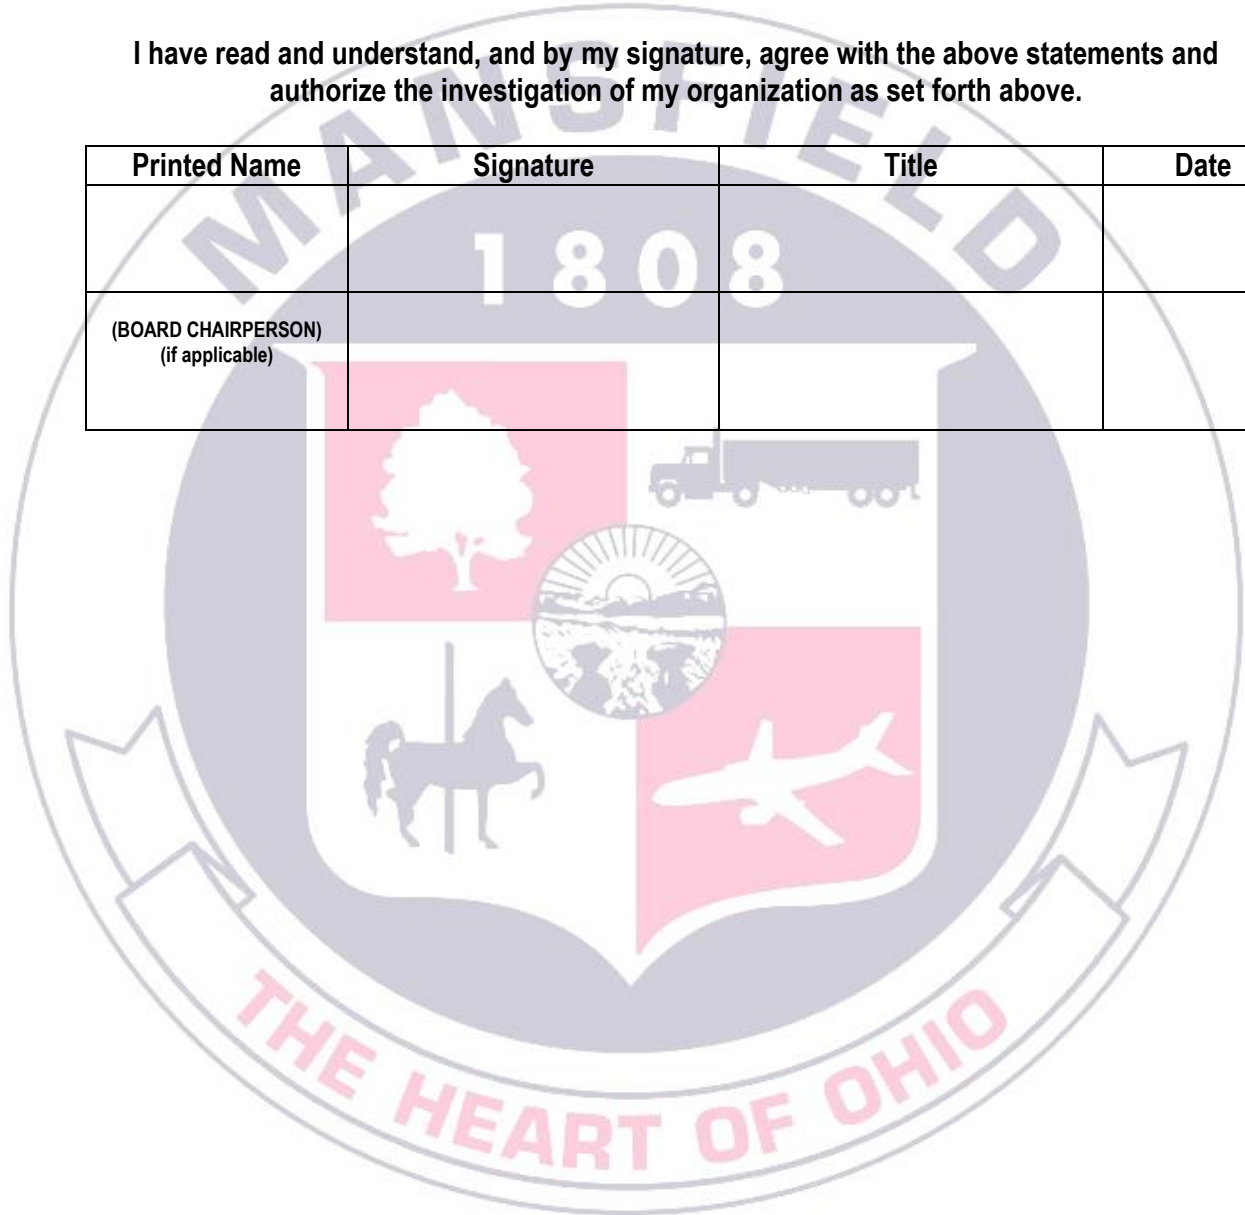 I have read and understand, and by my signature, agree with the above statements and
authorize the investigation of my organization as set forth above.
Printed Name Signature Title Date
(BOARD CHAIRPERSON)
(if applicable)
MANSFIELD
1808
THE HEART OF OHIO